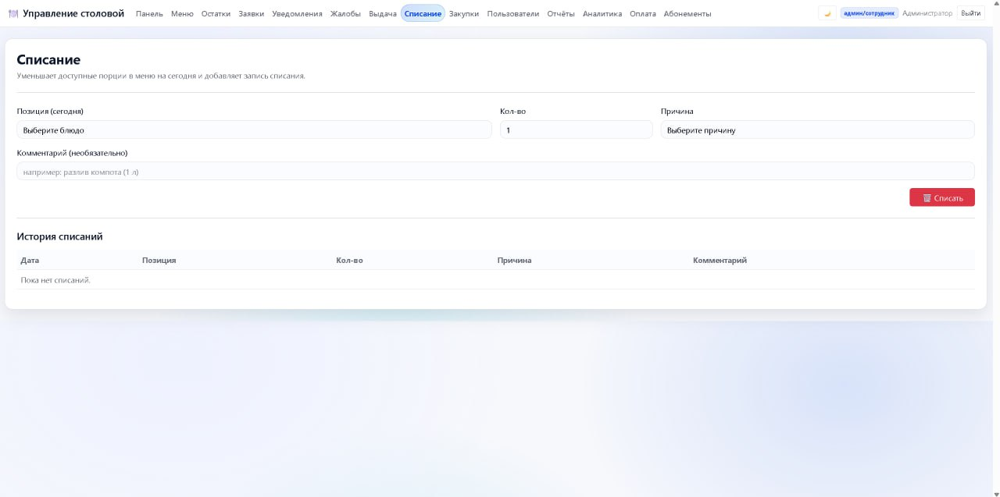 Управление столовой Панель Меню Остатки Заявки Уведомления Жалобы Выдача Списание Закупки Пользователи Отчёты Аналитика Оплата Абонементы админ/сотрудник Администратор Выйти
Списание
Уменьшает доступные порции в меню на сегодня и добавляет запись списания.
Позиция (сегодня) Кол-во Причина
Выберите блюдо 1 Выберите причину
Комментарий (необязательно)
например: разлив компота (1 л)
Списать
История списаний
Дата Позиция Кол-во Причина Комментарий
Пока нет списаний.